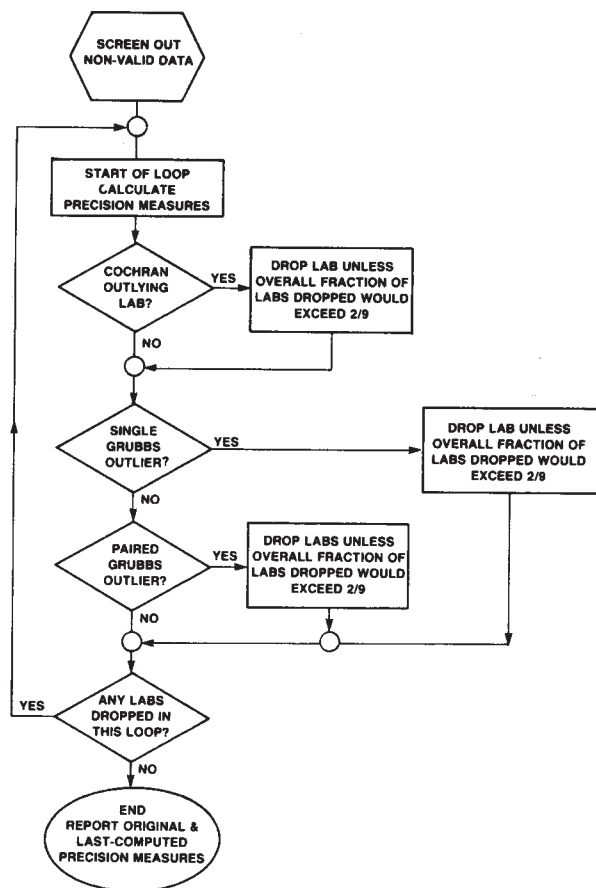 SCREEN OUT
NON-VALID DATA
START OF LOOP
CALCULATE
PRECISION MEASURES
COCHRAN
OUTLYING
LAB?
YES
DROP LAB UNLESS
OVERALL FRACTION OF
LABS DROPPED WOULD
EXCEED 2/9
NO
SINGLE
GRUBBS
OUTLIER?
YES
DROP LAB UNLESS
OVERALL FRACTION OF
LABS DROPPED WOULD
EXCEED 2/9
NO
PAIRED
GRUBBS
OUTLIER?
YES
DROP LABS UNLESS
OVERALL FRACTION OF
LABS DROPPED WOULD
EXCEED 2/9
NO
ANY LABS
DROPPED IN
THIS LOOP?
YES
NO
END
REPORT ORIGINAL &
LAST-COMPUTED
PRECISION MEASURES